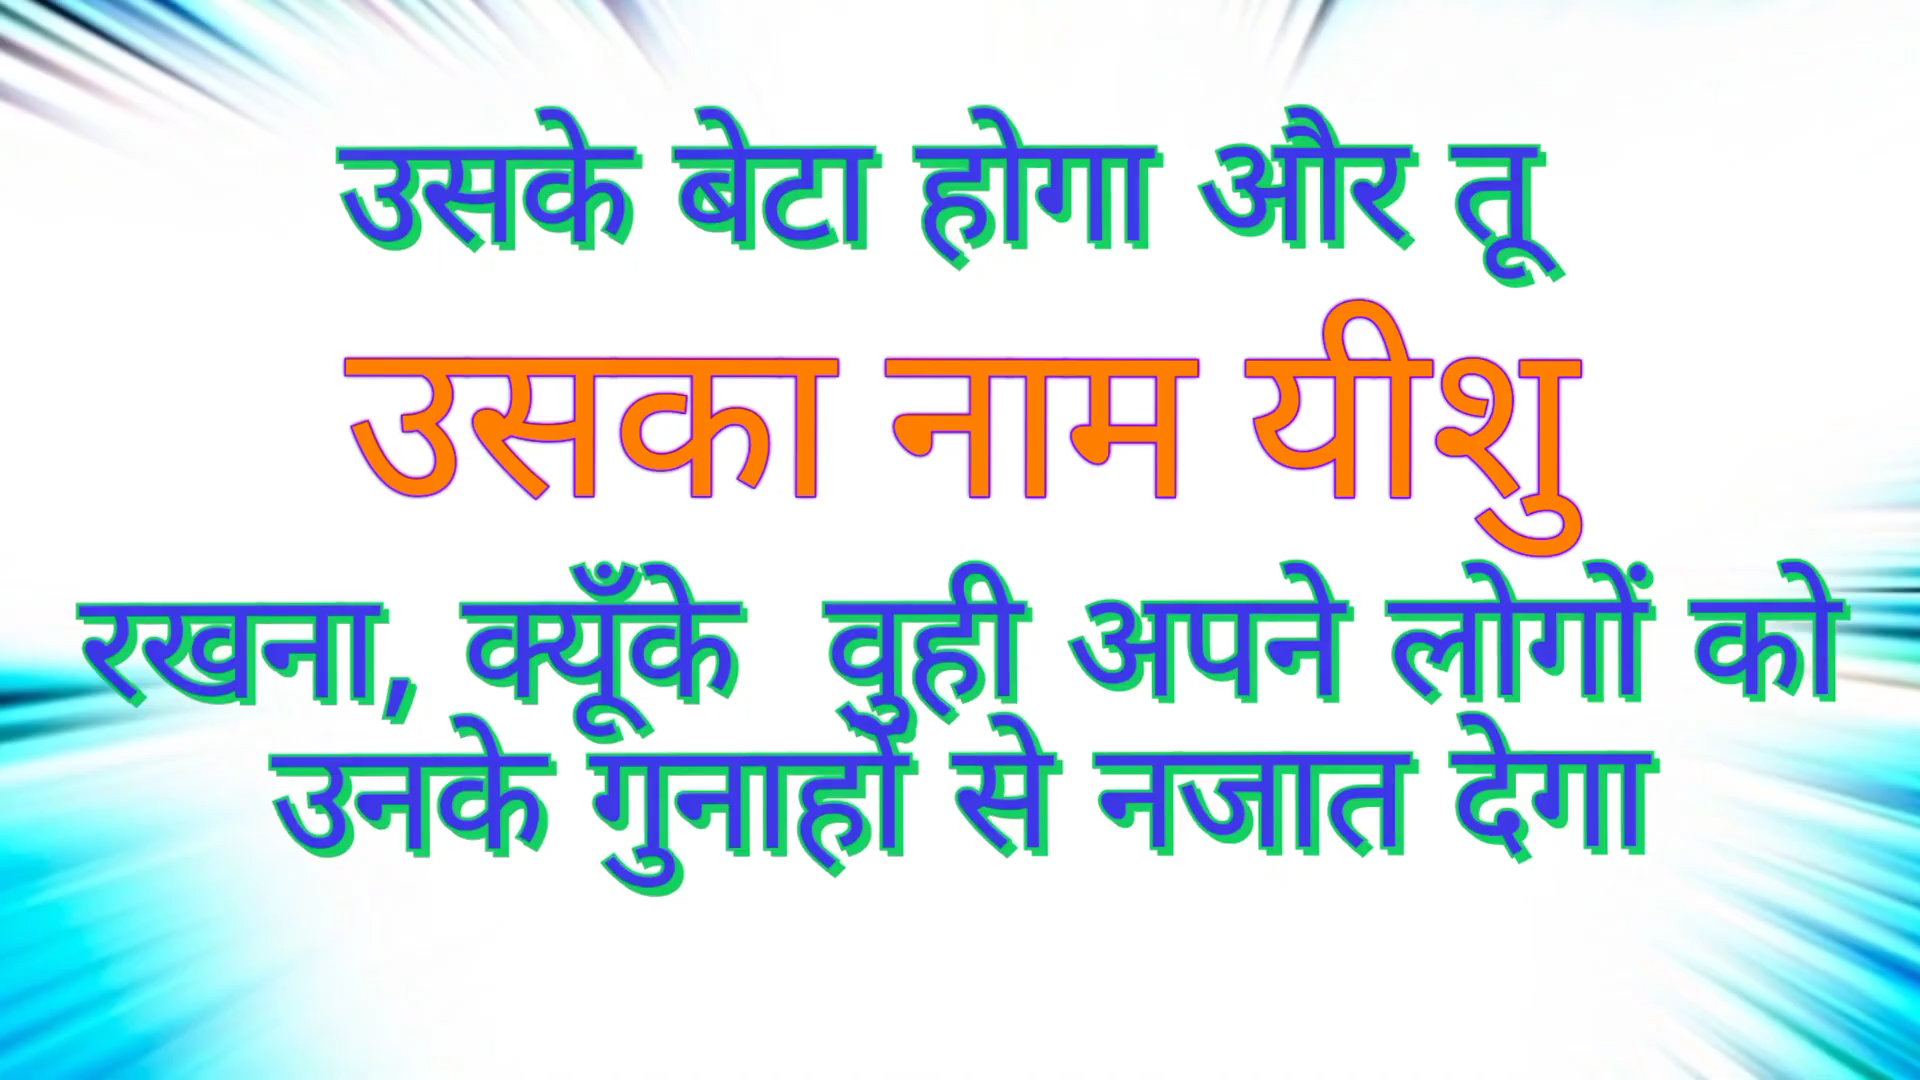 उसके बेटा होगा और तू
उसका नाम यीशु
रखना, क्यूँके वुही अपने लोगों को
उनके गुनाहों से नजात देगा